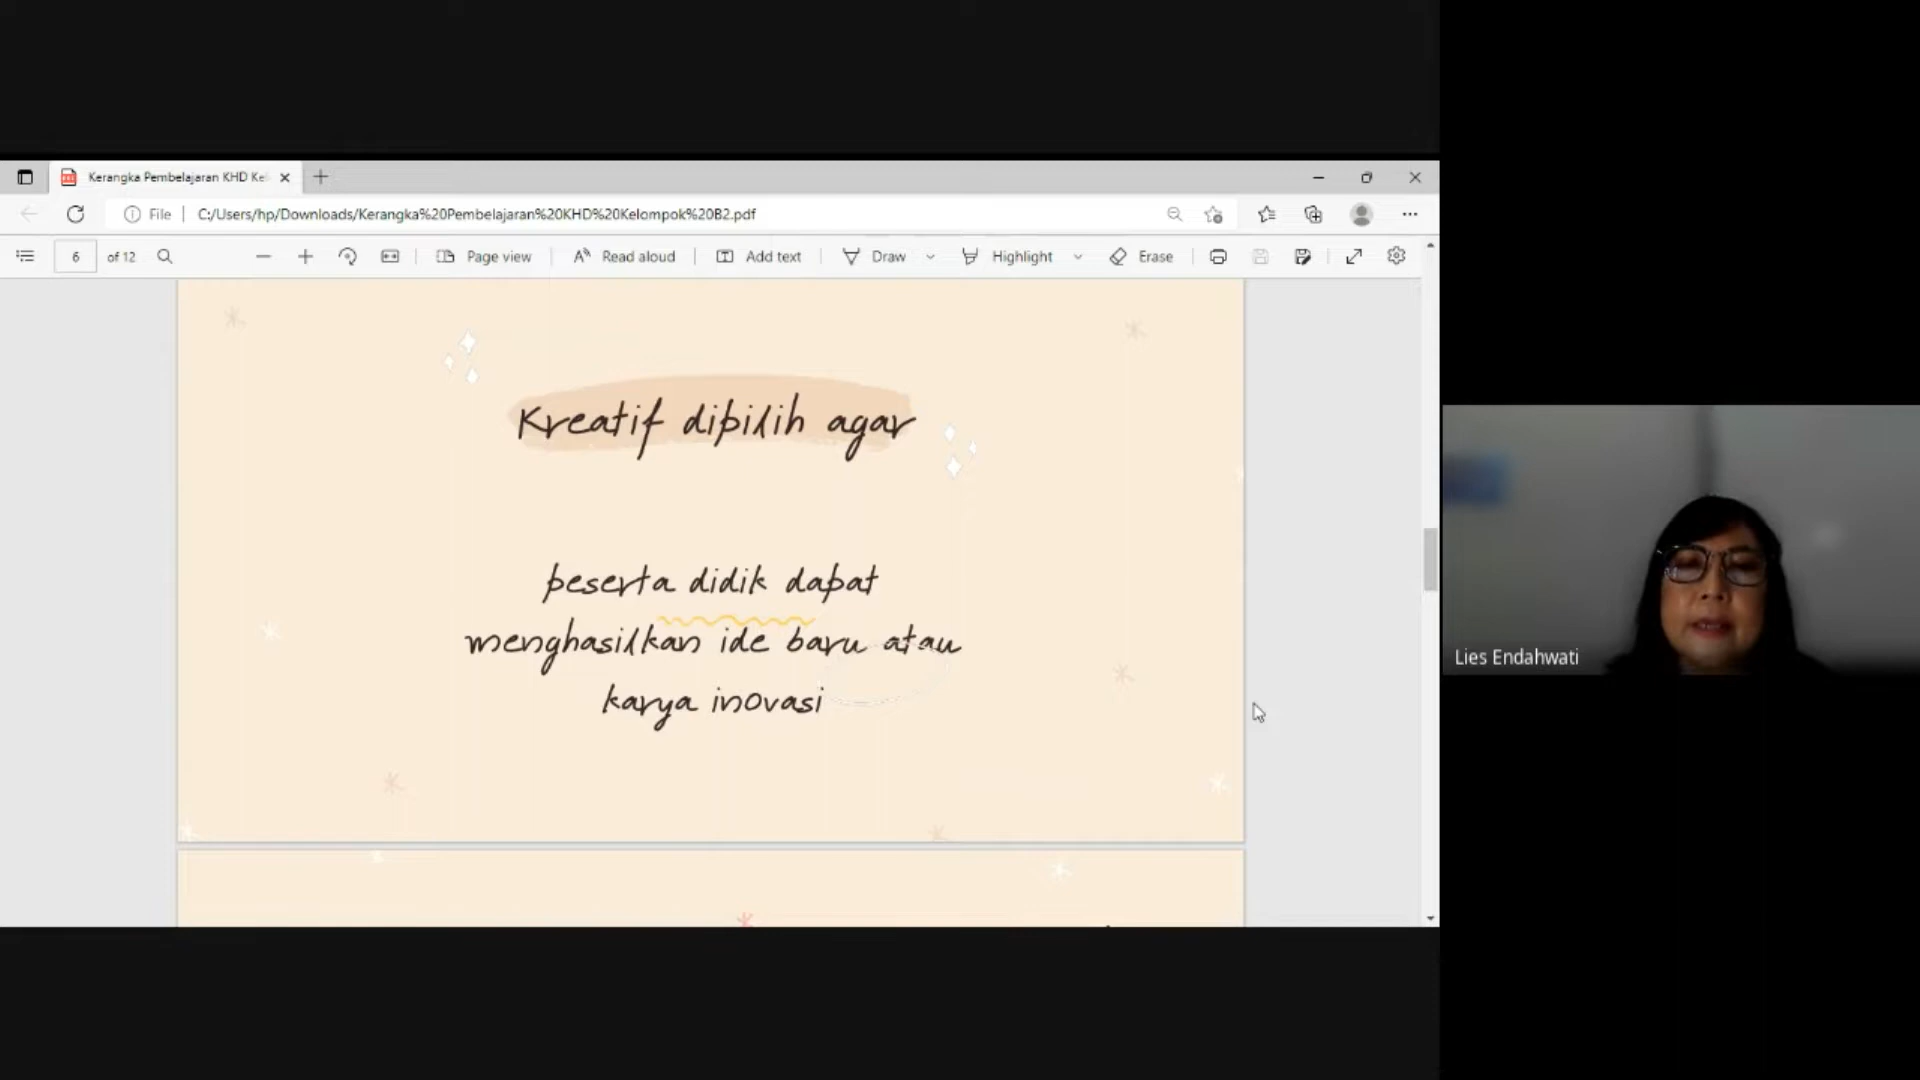 Kerangka Pembelajaran KHD Ke
File
C:/Users/hp/Downloads/Kerangka%20Pembelajaran%20KHD%20Kelompok%20B2.pdf
6 of 12
Page view
Read aloud
Add text
Draw
Highlight
Erase
Kreatif dipilih agar
peserta didik dapat
menghasilkan ide baru atau
karya inovasi
Lies Endahwati